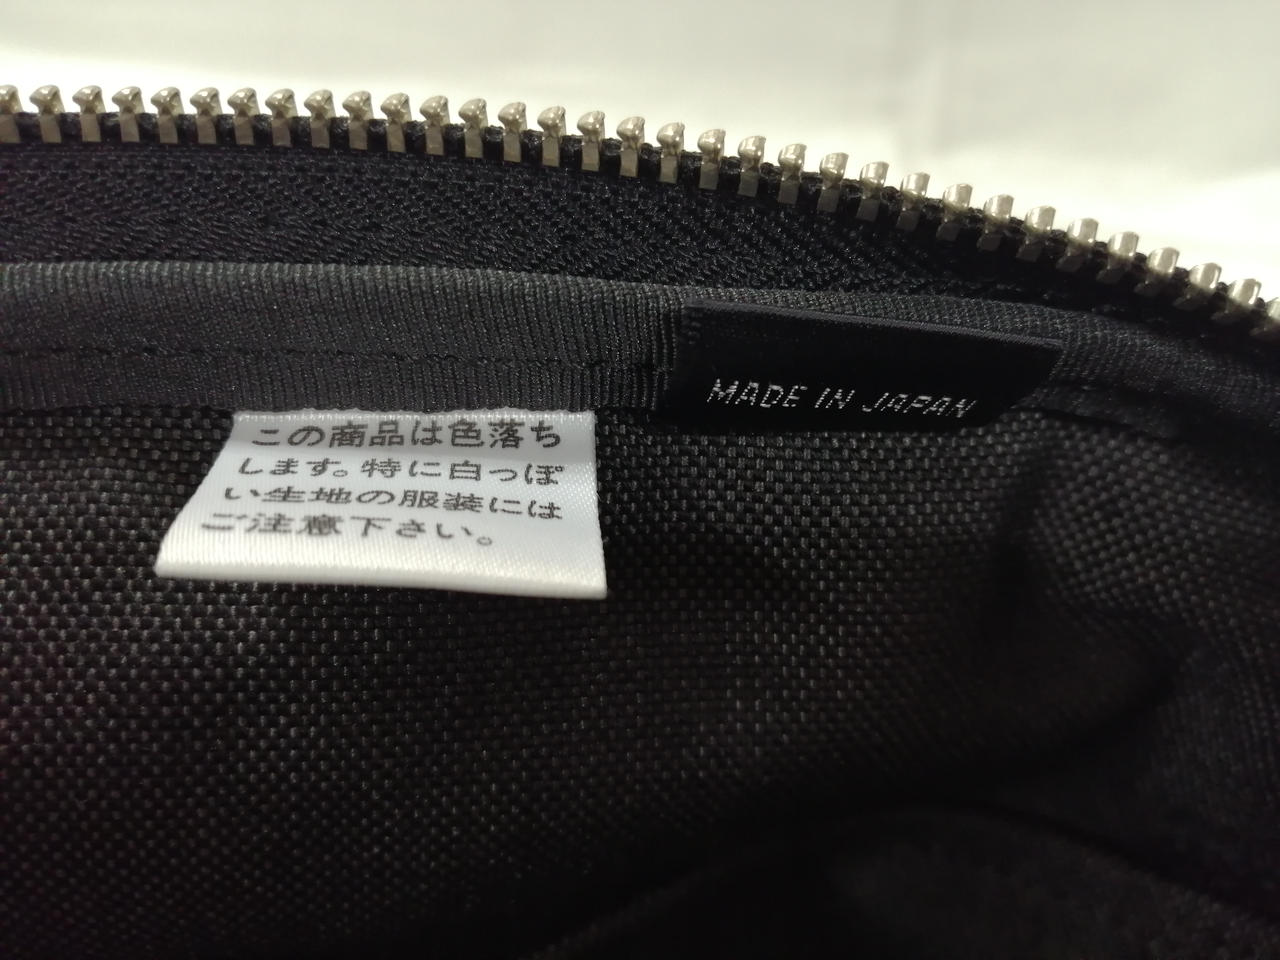 この商品は色落ち
します。特に白っぽ
い生地の服装には
ご注意下さい。
MADE IN JAPAN